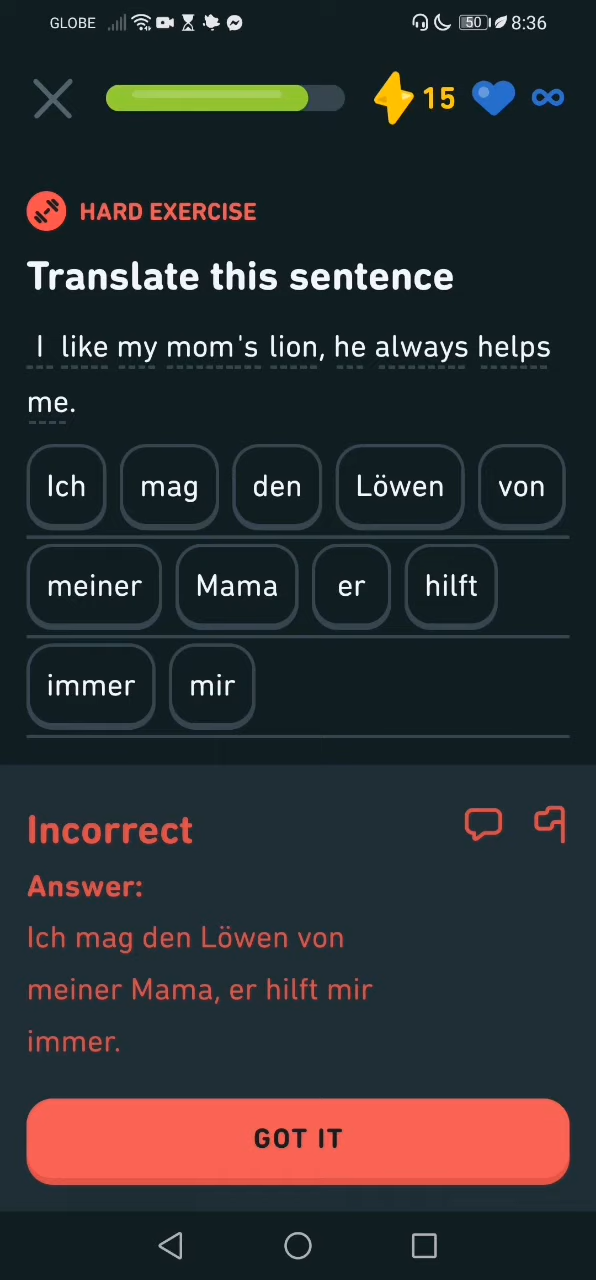 GLOBE 50 8:36
15
HARD EXERCISE
Translate this sentence
I like my mom's lion, he always helps
me.
Ich mag den Löwen von
meiner Mama er hilft
immer mir
Incorrect
Answer:
Ich mag den Löwen von
meiner Mama, er hilft mir
immer.
GOT IT